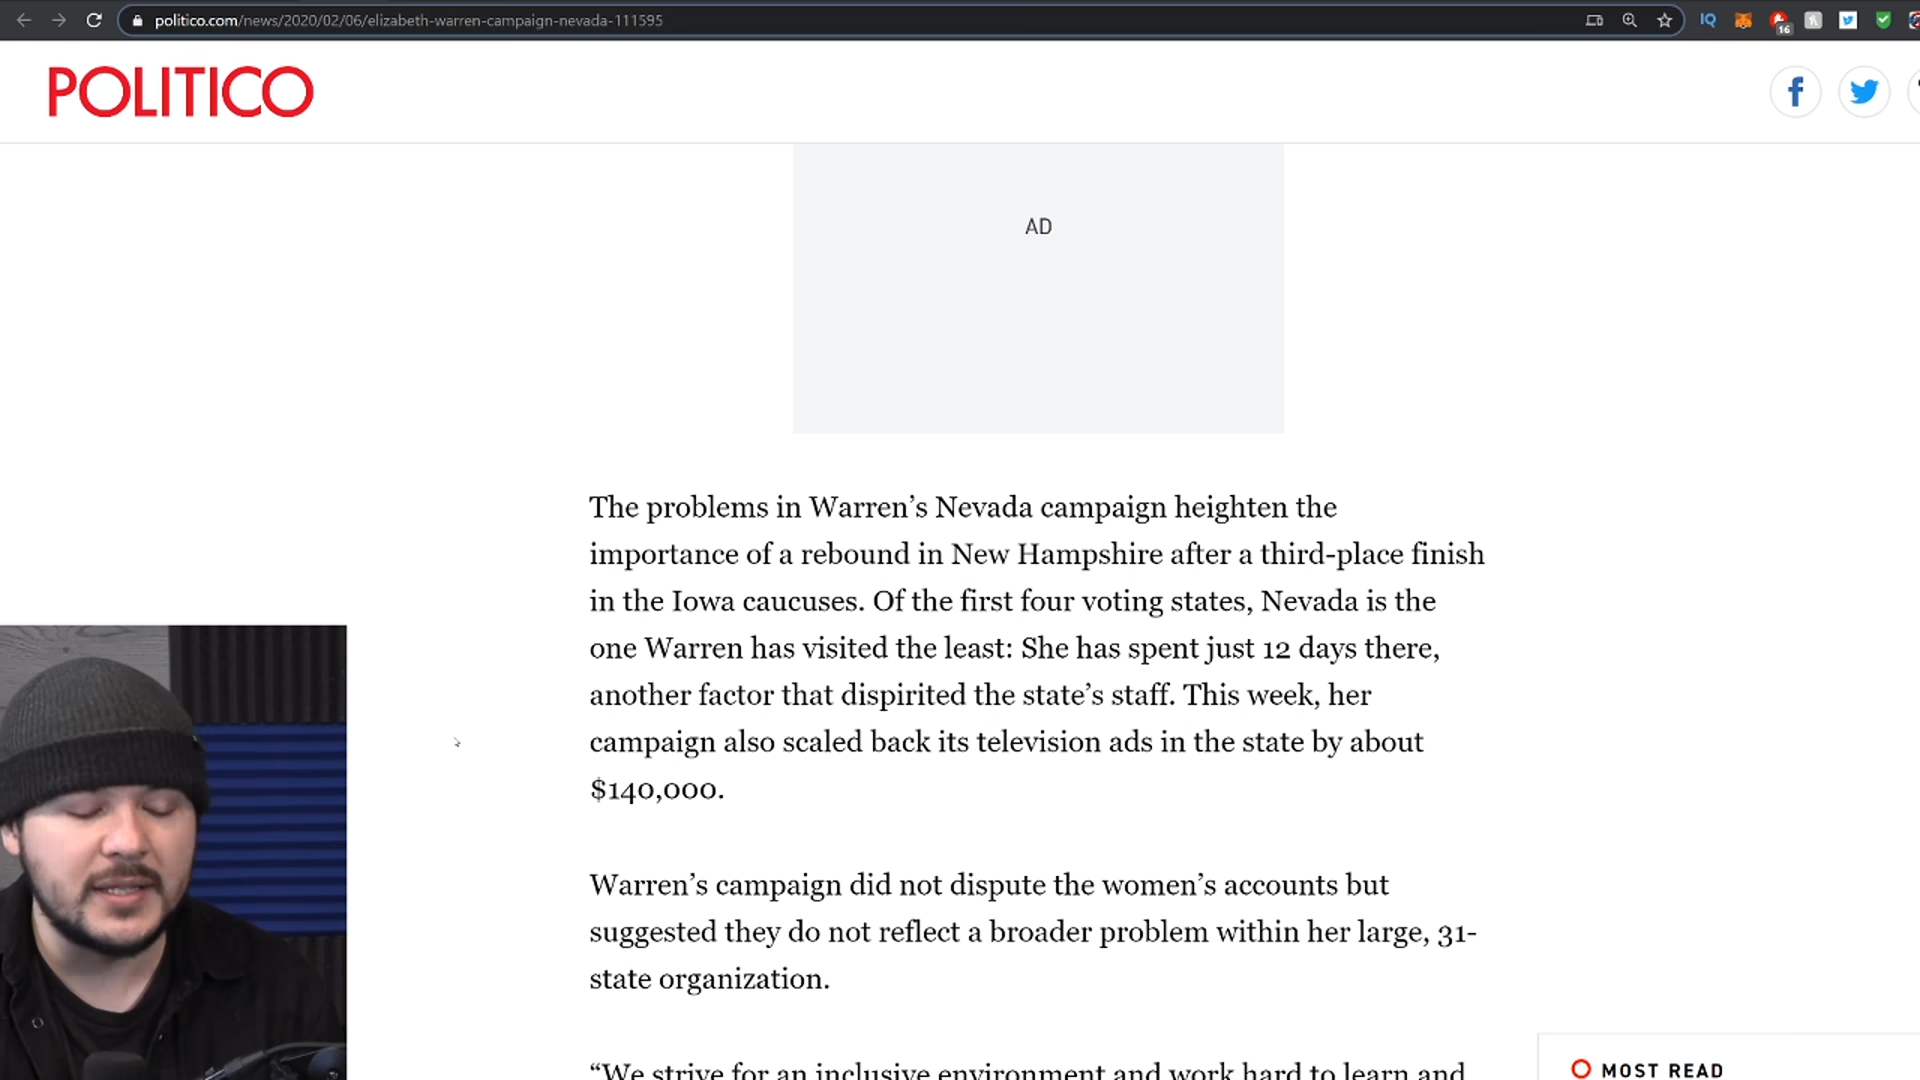 politico.com/news/2020/02/06/elizabeth-warren-campaign-nevada-111595
IQ
16
POLITICO
AD
The problems in Warren’s Nevada campaign heighten the
importance of a rebound in New Hampshire after a third-place finish
in the Iowa caucuses. Of the first four voting states, Nevada is the
one Warren has visited the least: She has spent just 12 days there,
another factor that dispirited the state’s staff. This week, her
campaign also scaled back its television ads in the state by about
$140,000.
Warren’s campaign did not dispute the women’s accounts but
suggested they do not reflect a broader problem within her large, 31-
state organization.
“We strive for an inclusive environment and work hard to learn and
MOST READ